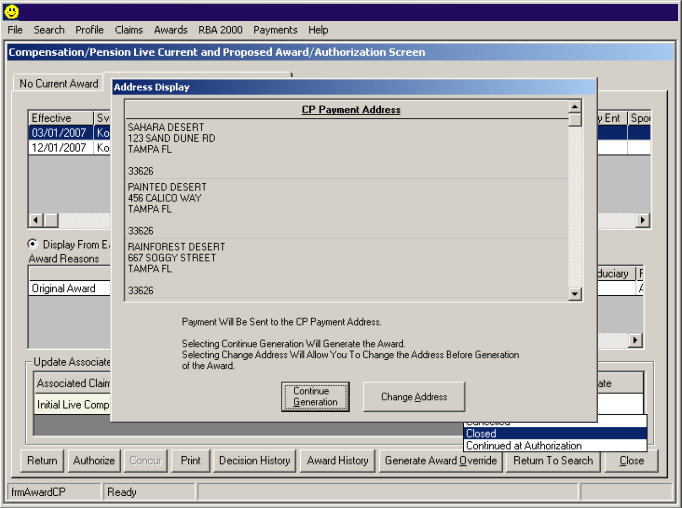 File Search Profile Claims Awards RBA 2000 Payments Help
Compensation/Pension Live Current and Proposed Award/Authorization Screen
No Current Award
Address Display
CP Payment Address
SAHARA DESERT
123 SAND DUNE RD
TAMPA FL
33626
PAINTED DESERT
456 CALICO WAY
TAMPA FL
33626
RAINFOREST DESERT
667 SOGGY STREET
TAMPA FL
33626
Effective Sv y Ent Spou
03/01/2007 Ko
12/01/2007 Ko
Display From E
Award Reasons
duciary
Original Award
Payment Will Be Sent to the CP Payment Address.
Selecting Continue Generation Will Generate the Award.
Selecting Change Address Will Allow You To Change the Address Before Generation
of the Award.
Continue
Generation
Change Address
Update Associate
Associated Claim ate
Initial Live Comp
Cancelled
Closed
Continued at Authorization
Return Authorize Concur Print Decision History Award History Generate Award Override Return To Search Close
frmAwardCP Ready